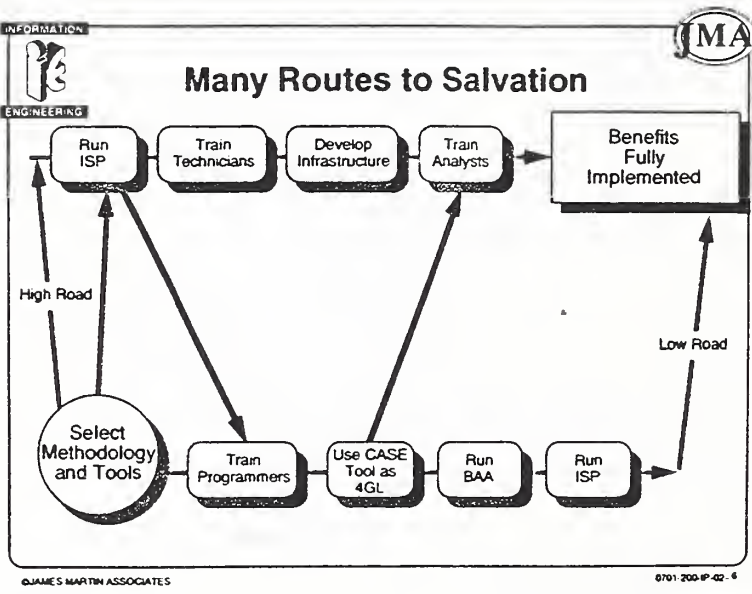 INFORMATION
ie
ENGINEERING
JMA
Many Routes to Salvation
Run
ISP
Train
Technicians
Develop
Infrastructure
Train
Analysts
Benefits
Fully
Implemented
High Road
Low Road
Select
Methodology
and Tools
Train
Programmers
Use CASE
Tool as
4GL
Run
BAA
Run
ISP
©JAMES MARTIN ASSOCIATES
0701-200-IP-02- 6